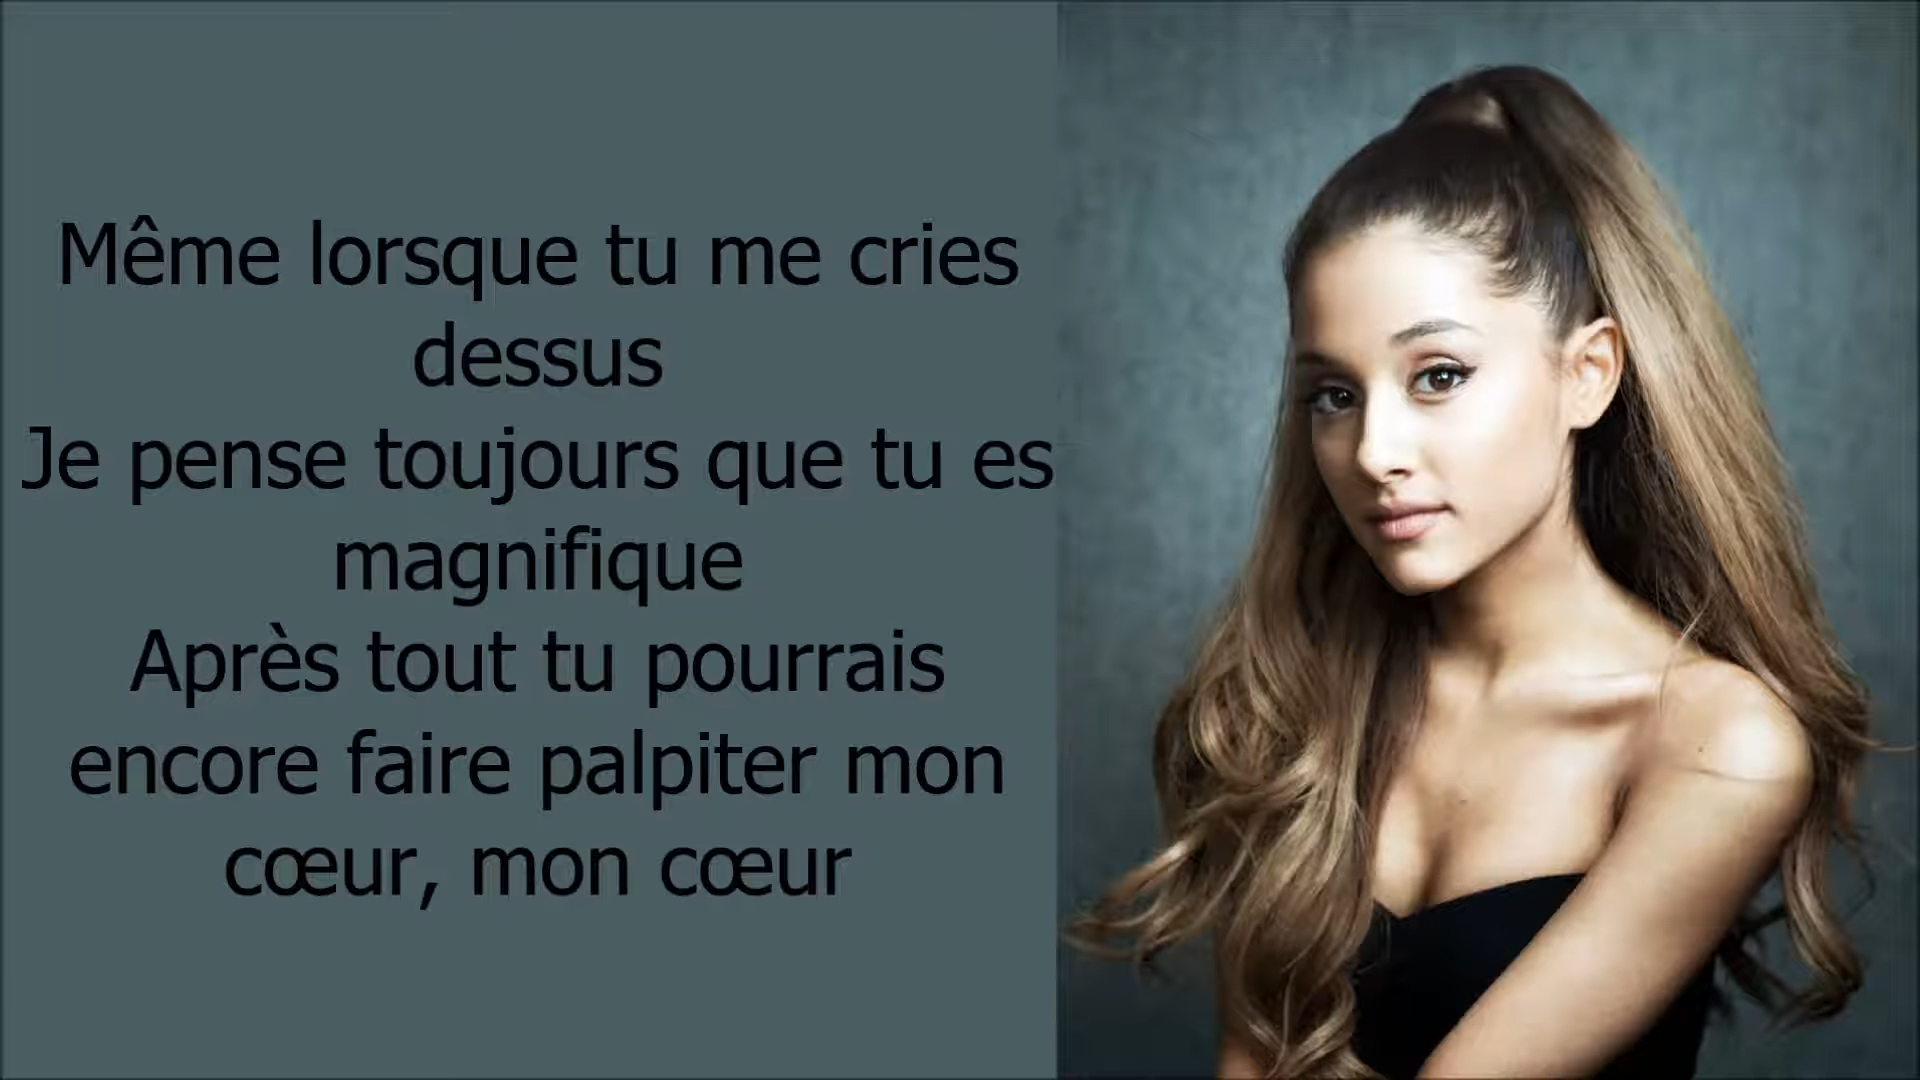 Même lorsque tu me cries
dessus
Je pense toujours que tu es
magnifique
Après tout tu pourrais
encore faire palpiter mon
cœur, mon cœur